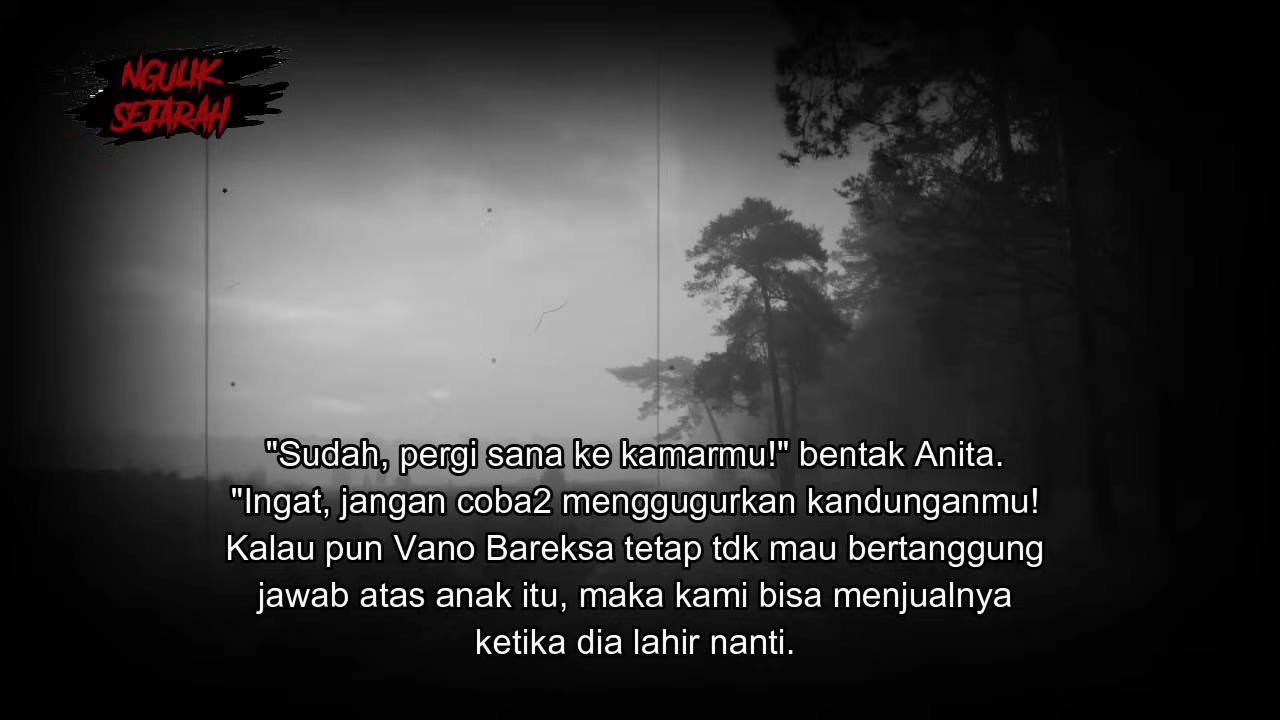 NGULIK
SEJARAH
"Sudah, pergi sana ke kamarmu!" bentak Anita.
"Ingat, jangan coba2 menggugurkan kandunganmu!
Kalau pun Vano Bareksa tetap tdk mau bertanggung
jawab atas anak itu, maka kami bisa menjualnya
ketika dia lahir nanti.